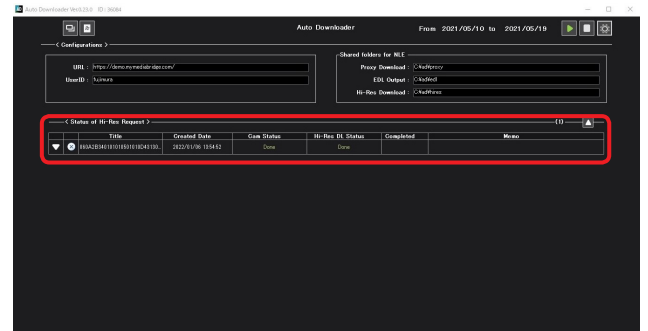 Auto Downloader Ver.0.23.0 ID : 36084
Auto Downloader
From 2021/05/10 to 2021/05/19
< Configurations >
URL : https://demo.mymediabridge.com/
UserID : fujimura
Shared folders for NLE
Proxy Download : C:¥ad¥proxy
EDL Output : C:¥ad¥edl
Hi-Res Download : C:¥ad¥hires
< Status of Hi-Res Request > (1)
Title Created Date Cam Status Hi-Res DL Status Completed Memo
2022/01/06 13:54:52 Done Done